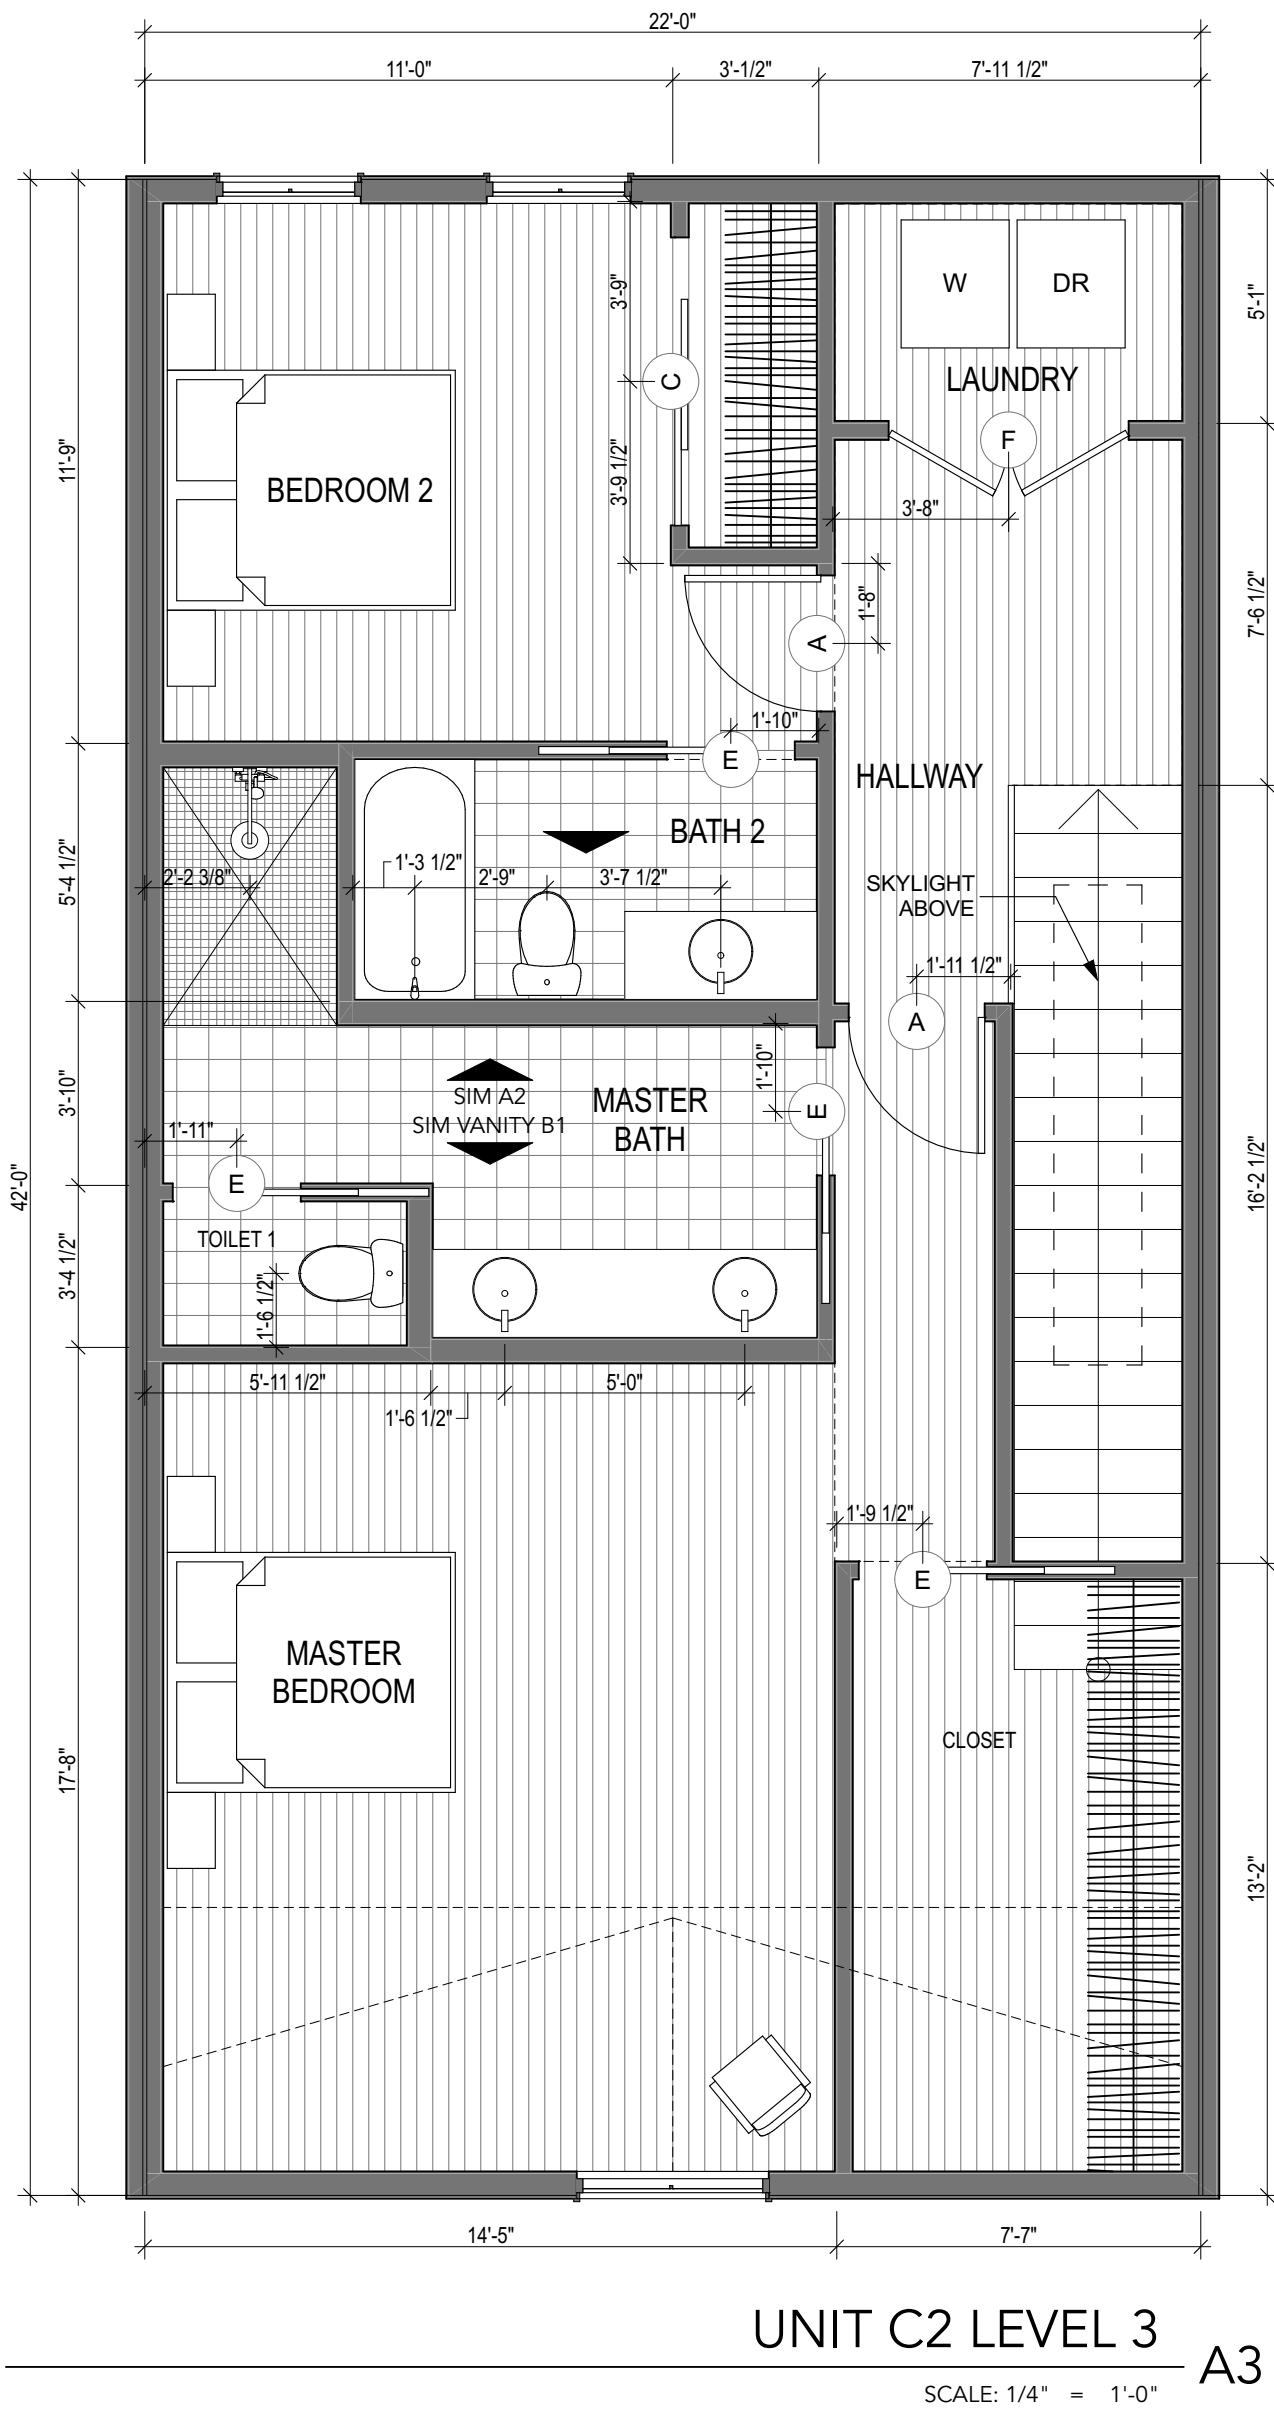 22'-0"
11'-0"
3'-1/2"
7'-11 1/2"
W
DR
5'-1"
3'-9"
LAUNDRY
C
F
11'-9"
3'-9 1/2"
BEDROOM 2
3'-8"
1'-8"
7'-6 1/2"
A
1'-10"
E
HALLWAY
BATH 2
5'-4 1/2"
1'-3 1/2"
2'-2 3/8"
2'-9"
3'-7 1/2"
SKYLIGHT
ABOVE
1'-11 1/2"
A
1'-10"
3'-10"
SIM A2
SIM VANITY B1
MASTER
BATH
E
1'-11"
E
42'-0"
16'-2 1/2"
TOILET 1
3'-4 1/2"
1'-6 1/2"
5'-11 1/2"
5'-0"
1'-6 1/2"
1'-9 1/2"
E
MASTER
BEDROOM
CLOSET
17'-8"
13'-2"
14'-5"
7'-7"
UNIT C2 LEVEL 3
A3
SCALE: 1/4" = 1'-0"